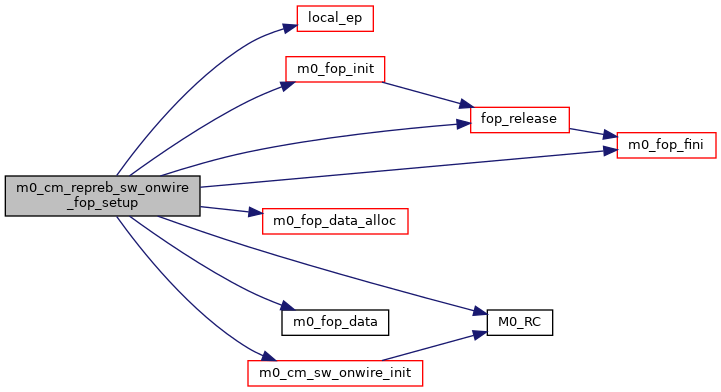 local_ep
m0_fop_init
fop_release
m0_fop_fini
m0_cm_repreb_sw_onwire
_fop_setup
m0_fop_data_alloc
m0_fop_data
M0_RC
m0_cm_sw_onwire_init